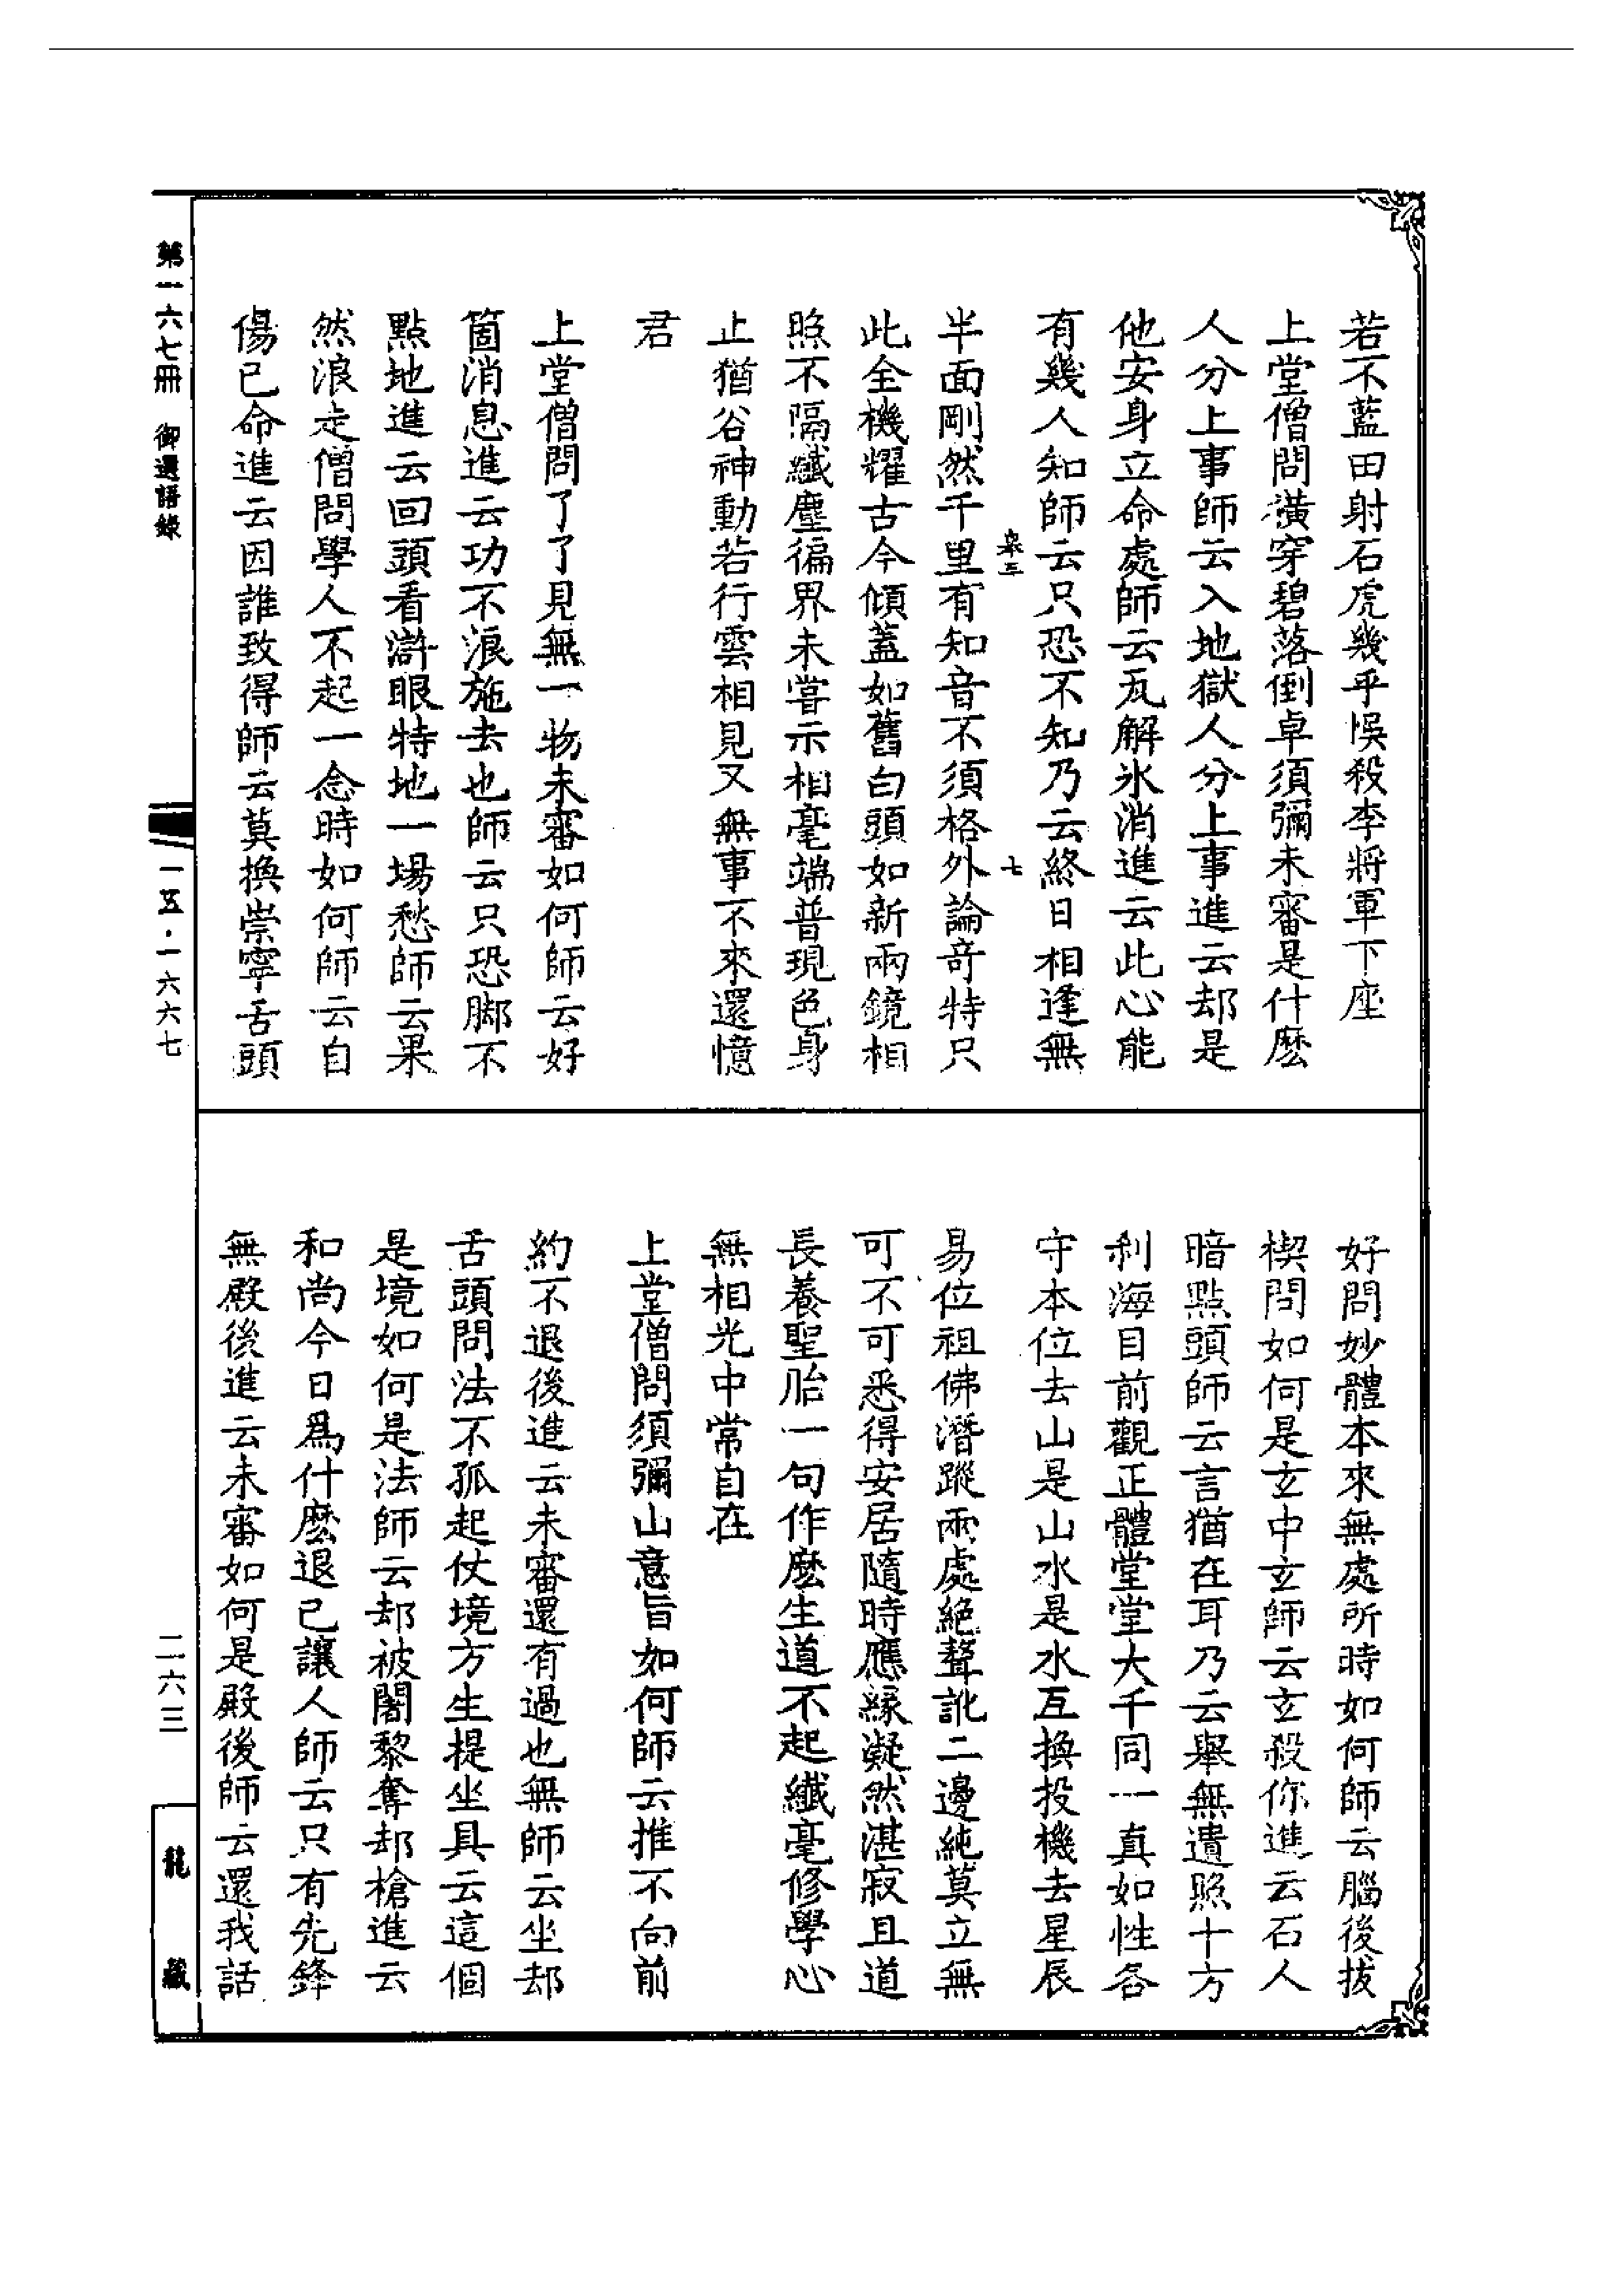 若不藍田射石虎幾乎悞殺李將軍下座
上堂僧問橫穿碧落倒卓須彌未審是什麽
人分上事師云入地獄人分上事進云却是
他安身立命處師云瓦解氷消進云此心能
有幾人知師云只恐不知乃云終日相逢無
七
半面剛然千里有知音不須格外論竒特只
此全機耀古今傾蓋如舊白頭如新兩鏡相
照不隔纖塵徧界未甞示相毫端普現色身
止猶谷神動若行雲相見又無事不來還憶
君
上堂僧問了了見無一物未審如何師云好
箇消息進云功不浪施去也師云只恐脚不
點地進云回頭看滸眼特地一場愁師云果
然浪走僧問學人不起一念時如何師云自
傷己命進云因誰致得師云莫換崇寧舌頭
好問妙體本來無處所時如何師云腦後拔
楔問如何是玄中玄師云玄殺你進云石人
暗點頭師云言猶在耳乃云舉無遺照十方
刹海目前觀正體堂堂大千同一真如性各
守本位去山是山水是水互換投機去星辰
易位祖佛潛蹤兩處絕聱訛二邊純莫立無
可不可悉得安居隨時應緣凝然湛寂且道
長養聖胎一句作麽生道不起纖毫修學心
無相光中常自在
上堂僧問須彌山意旨如何師云推不向前
約不退後進云未審還有過也無師云坐却
舌頭問法不孤起仗境方生提坐具云這個
是境如何是法師云却被闍黎奪却槍進云
和尚今日爲什麽退己讓人師云只有先鋒
無殿後進云未審如何是殿後師云還我話
第一六七冊 御選語錄
一五·一六六七
二六三
龍藏